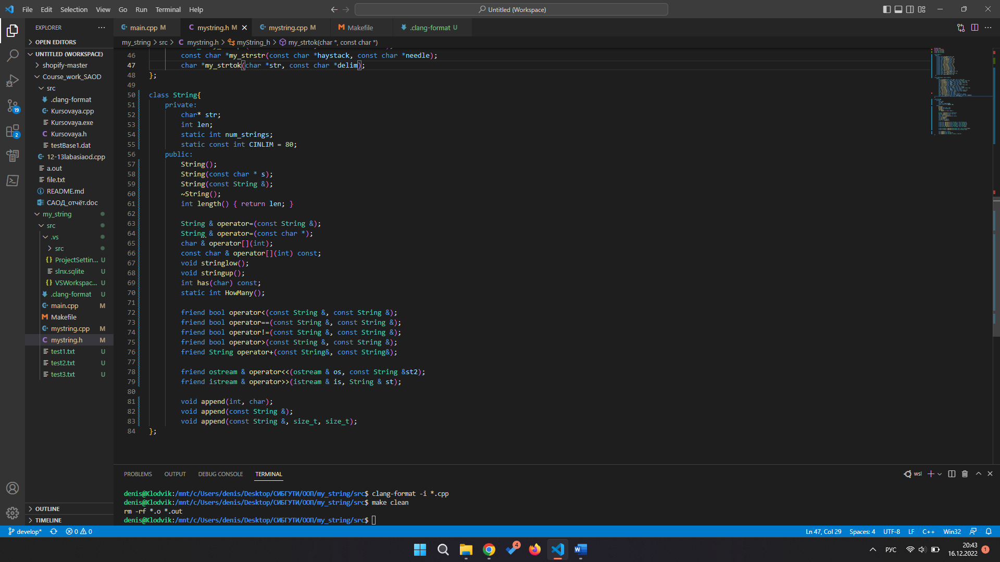 File Edit Selection View Go Run Terminal Help
Untitled (Workspace)
EXPLORER
main.cpp M
mystring.h M
mystring.cpp M
Makefile
.clang-format U
my_string > src > C mystring.h > myString_h > my_strtok(char *, const char *)
OPEN EDITORS
UNTITLED (WORKSPACE)
shopify-master
Course_work_SAOD
src
.clang-format
Kursovaya.cpp
Kursovaya.exe
Kursovaya.h
testBase1.dat
12-13labasiaod.cpp
a.out
file.txt
README.md
САОД_отчёт.doc
my_string
src
.vs
src
ProjectSettin... U
slnx.sqlite U
VSWorkspac... U
.clang-format U
main.cpp M
Makefile
mystring.cpp M
mystring.h M
test1.txt U
test2.txt U
test3.txt U
OUTLINE
TIMELINE
19
2
46 const char *my_strstr(const char *haystack, const char *needle);
47 char *my_strtok(char *str, const char *delim);
48 };
49
50 class String{
51 private:
52 char* str;
53 int len;
54 static int num_strings;
55 static const int CINLIM = 80;
56 public:
57 String();
58 String(const char * s);
59 String(const String &);
60 ~String();
61 int length() { return len; }
62
63 String & operator=(const String &);
64 String & operator=(const char *);
65 char & operator[](int);
66 const char & operator[](int) const;
67 void stringlow();
68 void stringup();
69 int has(char) const;
70 static int HowMany();
71
72 friend bool operator<(const String &, const String &);
73 friend bool operator==(const String &, const String &);
74 friend bool operator!=(const String &, const String &);
75 friend bool operator>(const String &, const String &);
76 friend String operator+(const String&, const String&);
77
78 friend ostream & operator<<(ostream & os, const String &st2);
79 friend istream & operator>>(istream & is, String & st);
80
81 void append(int, char);
82 void append(const String &);
83 void append(const String &, size_t, size_t);
84 };
PROBLEMS OUTPUT DEBUG CONSOLE TERMINAL
wsl
denis@Klodvik:/mnt/c/Users/denis/Desktop/СИБГУТИ/ООП/my_string/src$ clang-format -i *.cpp
denis@Klodvik:/mnt/c/Users/denis/Desktop/СИБГУТИ/ООП/my_string/src$ make clean
rm -rf *.o *.out
denis@Klodvik:/mnt/c/Users/denis/Desktop/СИБГУТИ/ООП/my_string/src$
develop* 0 0
Ln 47, Col 29 Spaces: 4 UTF-8 LF C++ Win32
4
РУС
20:43
16.12.2022
1